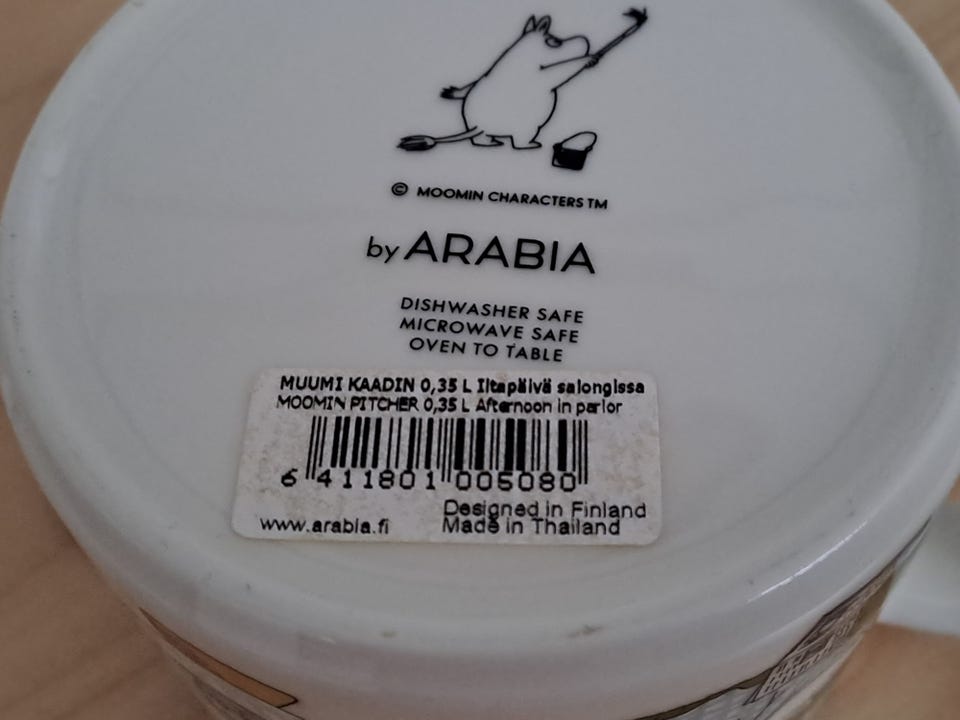 © MOOMIN CHARACTERS TM
by ARABIA
DISHWASHER SAFE
MICROWAVE SAFE
OVEN TO TABLE
MUUMI KAADIN 0,35 L Iltapäivä salongissa
MOOMIN PITCHER 0,35 L Afternoon in parlor
6 411801 005080
www.arabia.fi
Designed in Finland
Made in Thailand